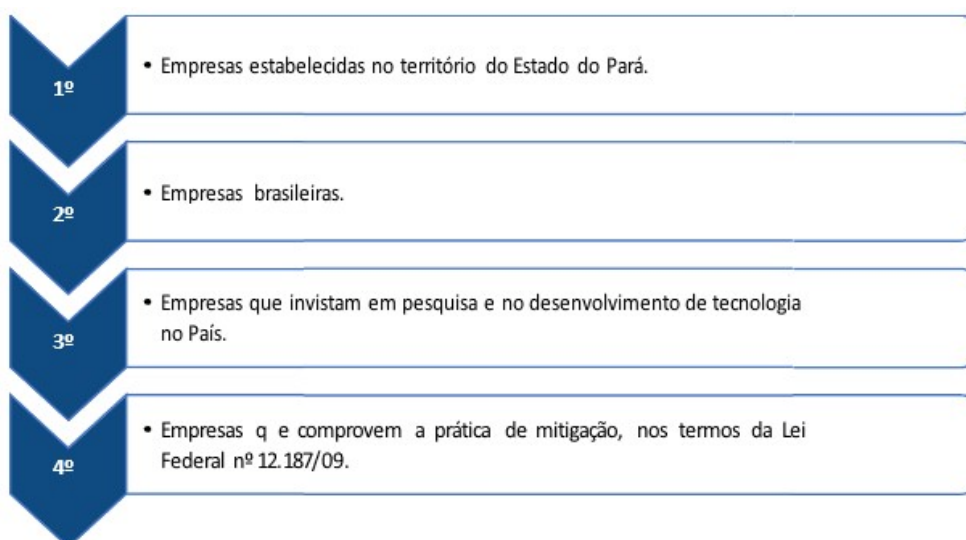 1º
• Empresas estabelecidas no território do Estado do Pará.
2º
• Empresas brasileiras.
3º
• Empresas que invistam em pesquisa e no desenvolvimento de tecnologia
no País.
4º
• Empresas q e comprovem a prática de mitigação, nos termos da Lei
Federal nº 12.187/09.